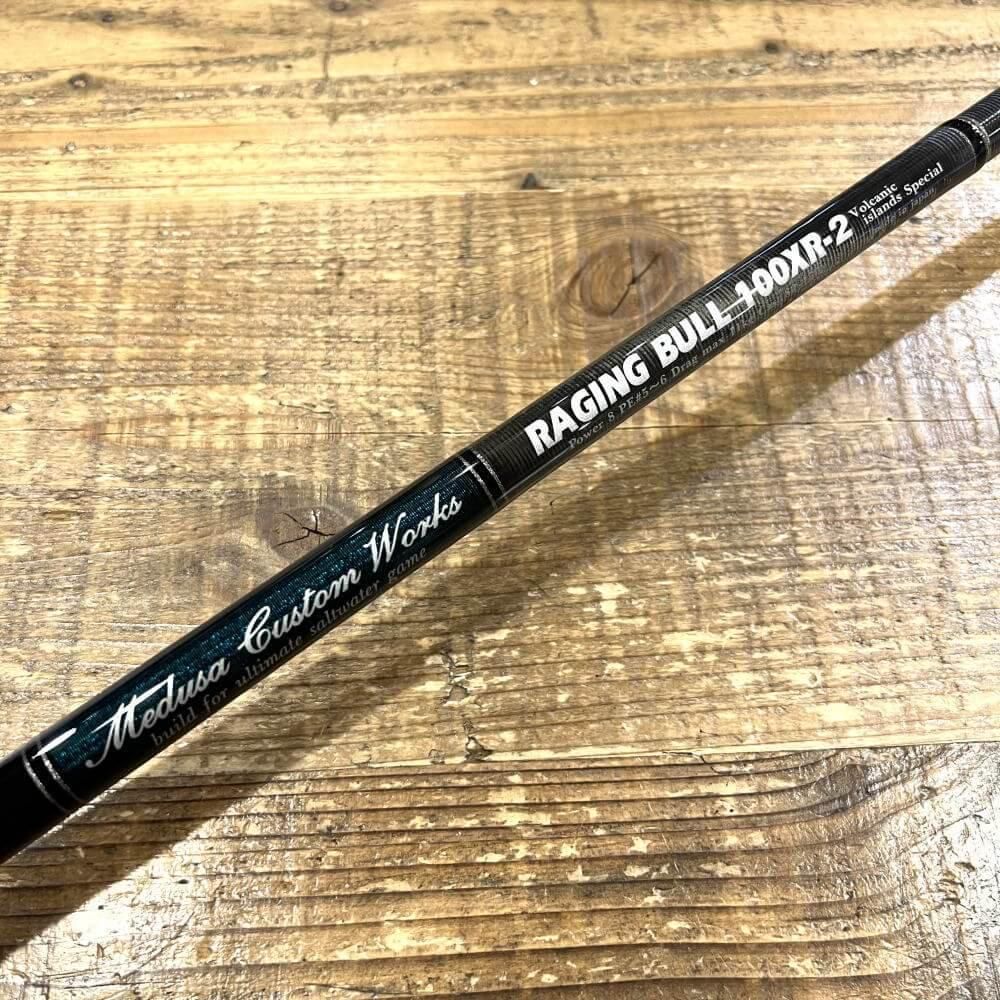 Medusa Custom Works
build for ultimate saltwater game
RAGING BULL 100XR-2
Volcanic
islands Special
Power 8 PE#5~6 Drag max
Japan